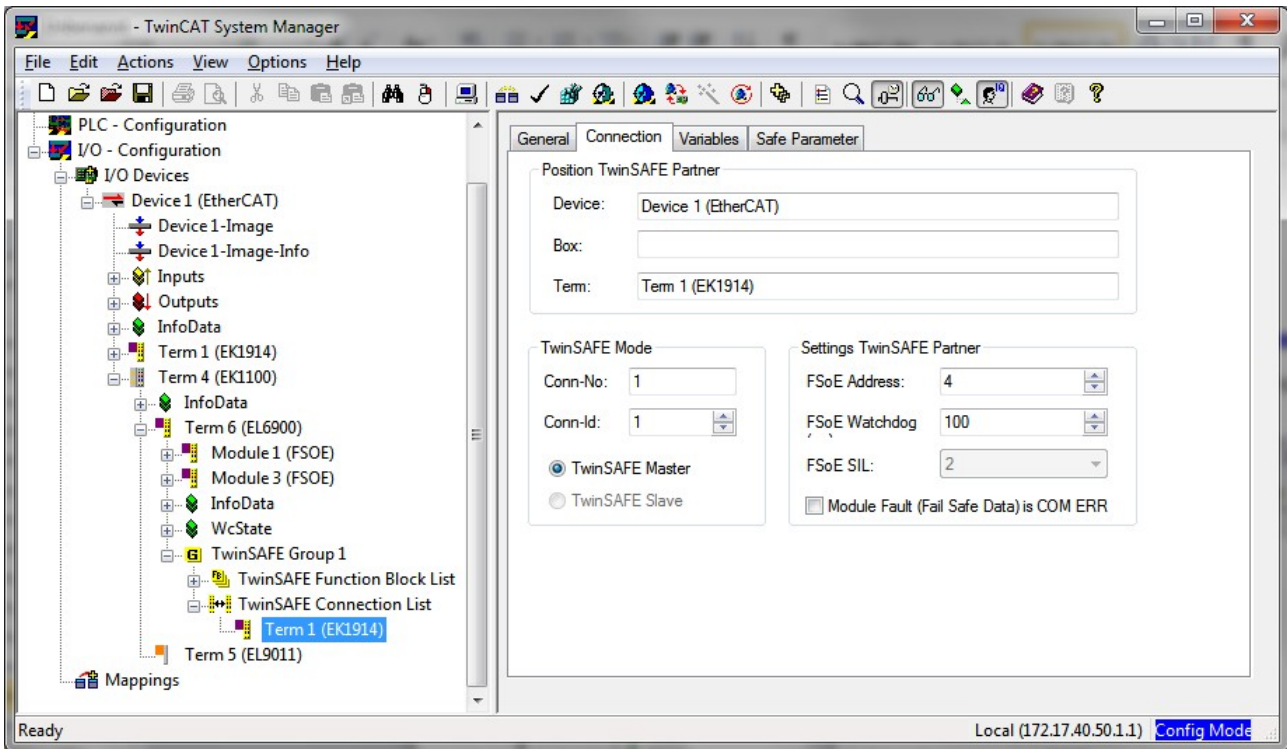 - TwinCAT System Manager
File Edit Actions View Options Help
PLC - Configuration
I/O - Configuration
I/O Devices
Device 1 (EtherCAT)
Device 1-Image
Device 1-Image-Info
Inputs
Outputs
InfoData
Term 1 (EK1914)
Term 4 (EK1100)
InfoData
Term 6 (EL6900)
Module 1 (FSOE)
Module 3 (FSOE)
InfoData
WcState
TwinSAFE Group 1
TwinSAFE Function Block List
TwinSAFE Connection List
Term 1 (EK1914)
Term 5 (EL9011)
Mappings
General Connection Variables Safe Parameter
Position TwinSAFE Partner
Device: Device 1 (EtherCAT)
Box:
Term: Term 1 (EK1914)
TwinSAFE Mode
Conn-No: 1
Conn-Id: 1
TwinSAFE Master
TwinSAFE Slave
Settings TwinSAFE Partner
FSoE Address: 4
FSoE Watchdog 100
FSoE SIL: 2
Module Fault (Fail Safe Data) is COM ERR
Ready Local (172.17.40.50.1.1) Config Mode